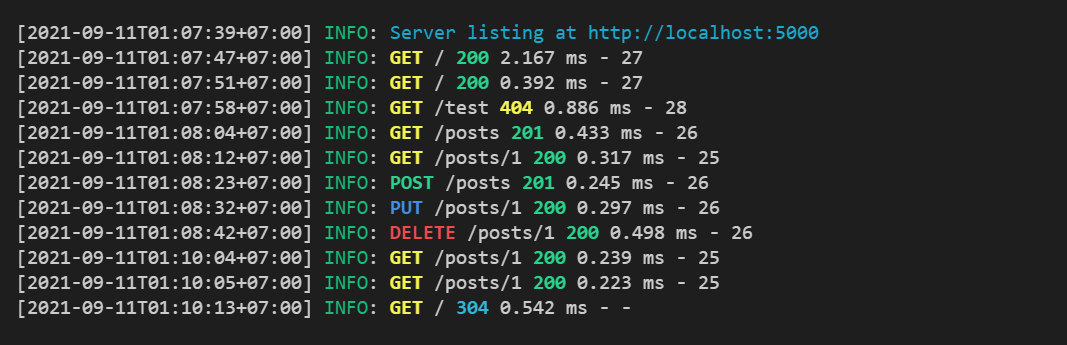 [2021-09-11T01:07:39+07:00] INFO: Server listing at http://localhost:5000
[2021-09-11T01:07:47+07:00] INFO: GET / 200 2.167 ms - 27
[2021-09-11T01:07:51+07:00] INFO: GET / 200 0.392 ms - 27
[2021-09-11T01:07:58+07:00] INFO: GET /test 404 0.886 ms - 28
[2021-09-11T01:08:04+07:00] INFO: GET /posts 201 0.433 ms - 26
[2021-09-11T01:08:12+07:00] INFO: GET /posts/1 200 0.317 ms - 25
[2021-09-11T01:08:23+07:00] INFO: POST /posts 201 0.245 ms - 26
[2021-09-11T01:08:32+07:00] INFO: PUT /posts/1 200 0.297 ms - 26
[2021-09-11T01:08:42+07:00] INFO: DELETE /posts/1 200 0.498 ms - 26
[2021-09-11T01:10:04+07:00] INFO: GET /posts/1 200 0.239 ms - 25
[2021-09-11T01:10:05+07:00] INFO: GET /posts/1 200 0.223 ms - 25
[2021-09-11T01:10:13+07:00] INFO: GET / 304 0.542 ms - -